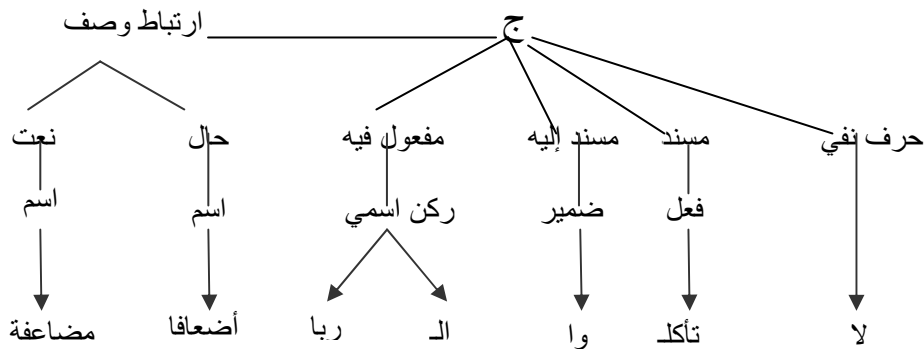 ج ارتباط وصف
حرف نفي مسند مسند إليه مفعول فيه حال نعت
فعل ضمير ركن اسمي اسم اسم
لا تأكلـ وا الـ ربا أضعافا مضاعفة